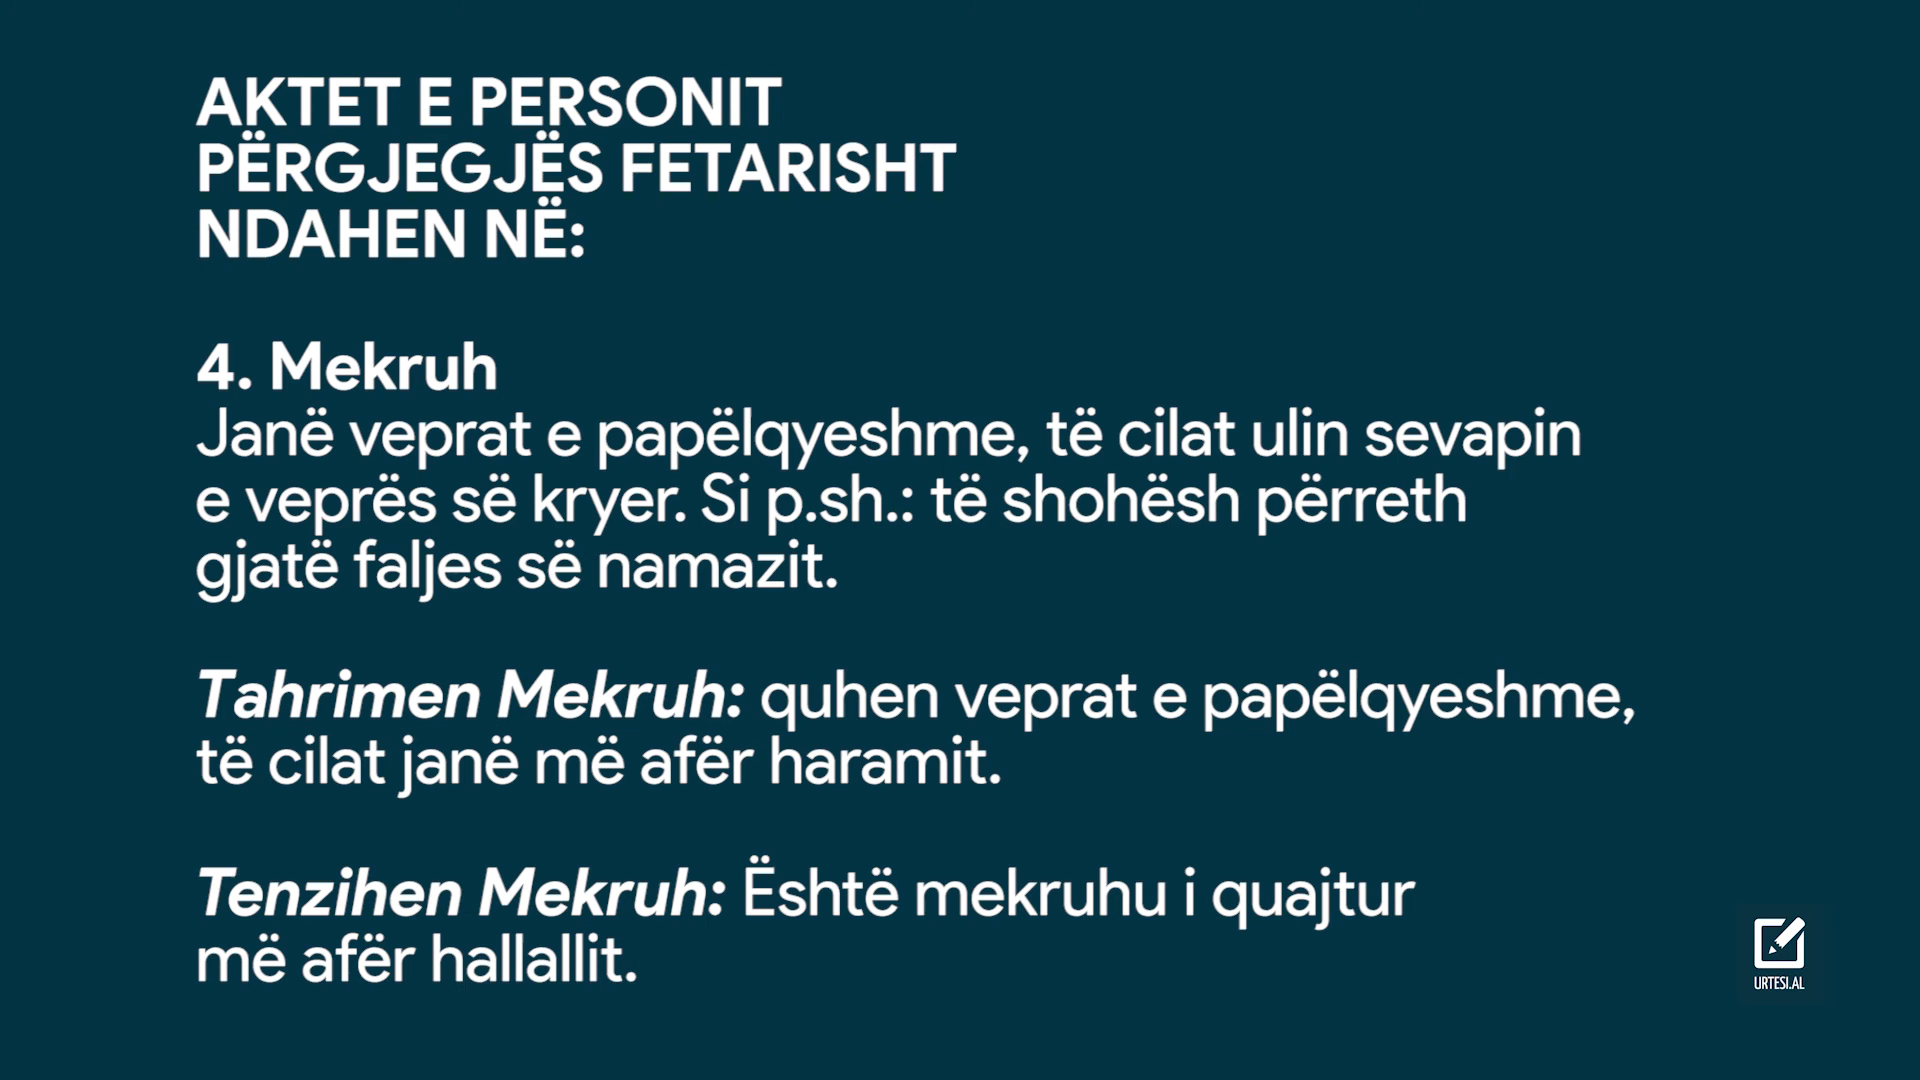 AKTET E PERSONIT
PËRGJEGJËS FETARISHT
NDAHEN NË:
4. Mekruh
Janë veprat e papëlqyeshme, të cilat ulin sevapin
e veprës së kryer. Si p.sh.: të shohësh përreth
gjatë faljes së namazit.
Tahrimen Mekruh: quhen veprat e papëlqyeshme,
të cilat janë më afër haramit.
Tenzihen Mekruh: Është mekruhu i quajtur
më afër hallallit.
URTESI.AL